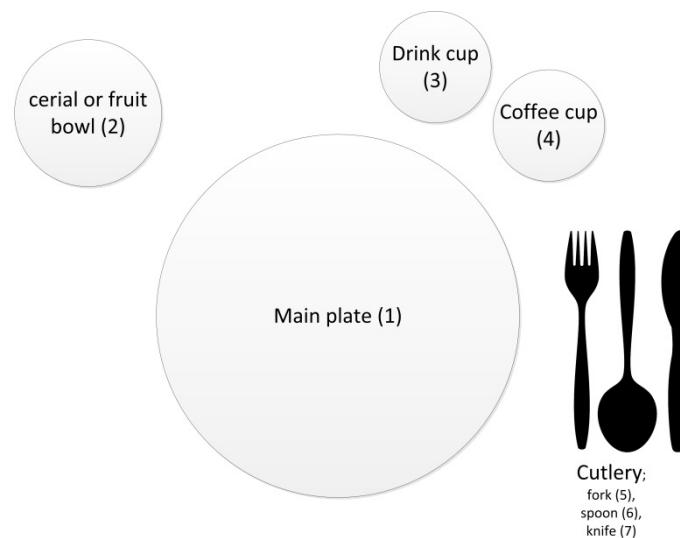 cerial or fruit
bowl (2)
Drink cup
(3)
Coffee cup
(4)
Main plate (1)
Cutlery;
fork (5),
spoon (6),
knife (7)